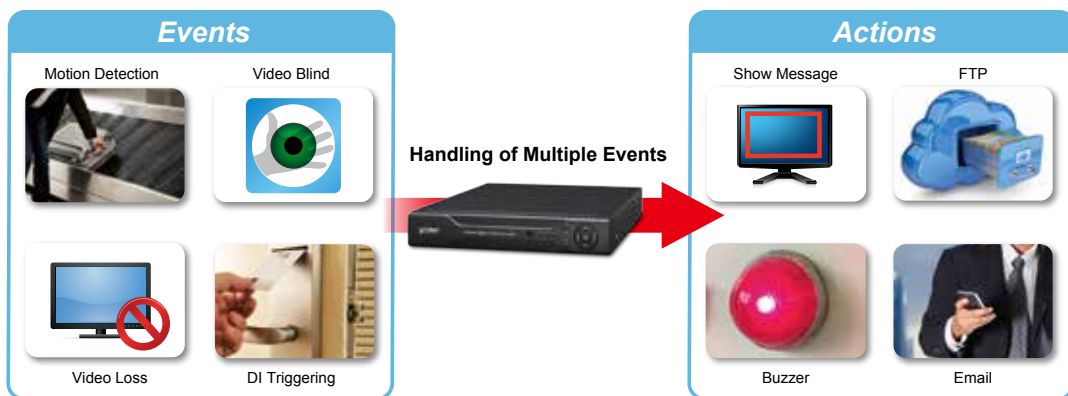 Events
Motion Detection
Video Blind
Video Loss
DI Triggering
Handling of Multiple Events
Actions
Show Message
FTP
Buzzer
Email